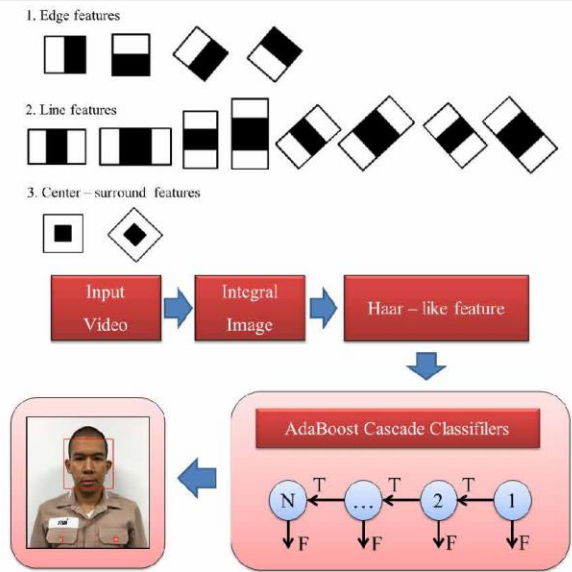 1. Edge features
2. Line features
3. Center – surround features
Input
Video
Integral
Image
Haar – like feature
AdaBoost Cascade Classifilers
T
T
T
N
...
2
1
F
F
F
F